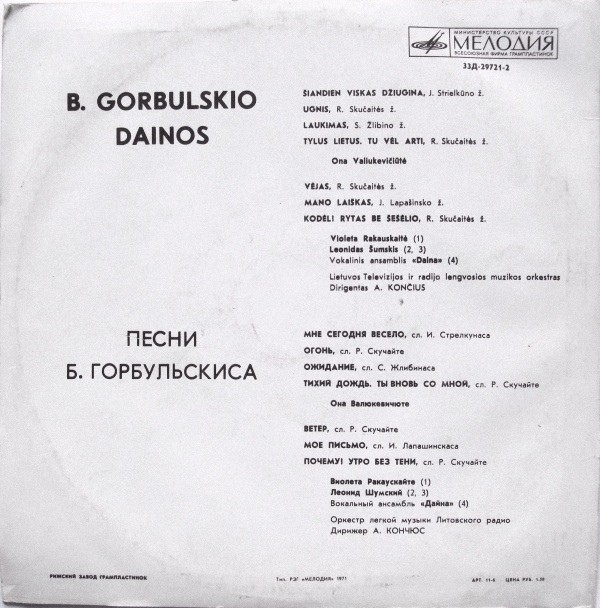 МИНИСТЕРСТВО КУЛЬТУРЫ СССР
МЕЛОДИЯ
ВСЕСОЮЗНАЯ ФИРМА ГРАМПЛАСТИНОК
33Д-29721-2
B. GORBULSKIO
DAINOS
ŠIANDIEN VISKAS DŽIUGINA, J. Strielkūno ž.
UGNIS, R. Skučaitės ž.
LAUKIMAS, S. Žlibino ž.
TYLUS LIETUS. TU VĖL ARTI, R. Skučaitės ž.
Ona Valiukevičiūtė
VĖJAS, R. Skučaitės ž.
MANO LAIŠKAS, J. Lapašinsko ž.
KODĖL! RYTAS BE ŠEŠĖLIO, R. Skučaitės ž.
Violeta Rakauskaitė (1)
Leonidas Šumskis (2, 3)
Vokalinis ansamblis «Daina» (4)
Lietuvos Televizijos ir radijo lengvosios muzikos orkestras
Dirigentas A. KONČIUS
ПЕСНИ
Б. ГОРБУЛЬСКИСА
МНЕ СЕГОДНЯ ВЕСЕЛО, сл. И. Стрелкунаса
ОГОНЬ, сл. Р. Скучайте
ОЖИДАНИЕ, сл. С. Жлибинаса
ТИХИЙ ДОЖДЬ. ТЫ ВНОВЬ СО МНОЙ, сл. Р. Скучайте
Она Валюкевичюте
ВЕТЕР, сл. Р. Скучайте
МОЕ ПИСЬМО, сл. И. Лапашинскаса
ПОЧЕМУ! УТРО БЕЗ ТЕНИ, сл. Р. Скучайте
Виолета Ракаускайте (1)
Леонид Шумский (2, 3)
Вокальный ансамбль «Дайна» (4)
Оркестр легкой музыки Литовского радио
Дирижер А. КОНЧЮС
РИЖСКИЙ ЗАВОД ГРАМПЛАСТИНОК
Тип. РЗГ «МЕЛОДИЯ» 1971
АРТ. 11-8
ЦЕНА РУБ.